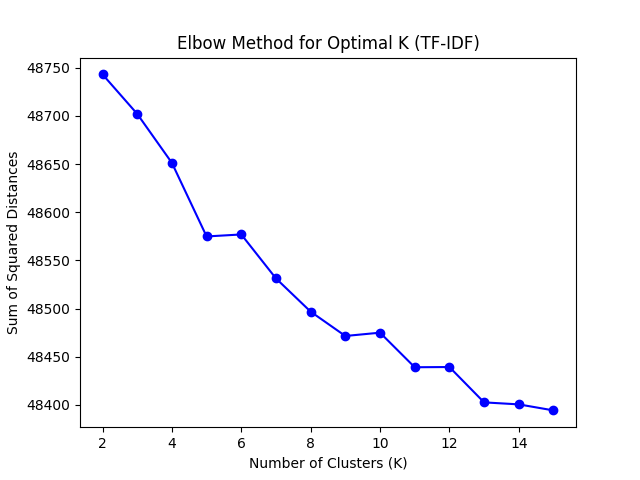 Elbow Method for Optimal K (TF-IDF)
Sum of Squared Distances
48750
48700
48650
48600
48550
48500
48450
48400
2 4 6 8 10 12 14
Number of Clusters (K)